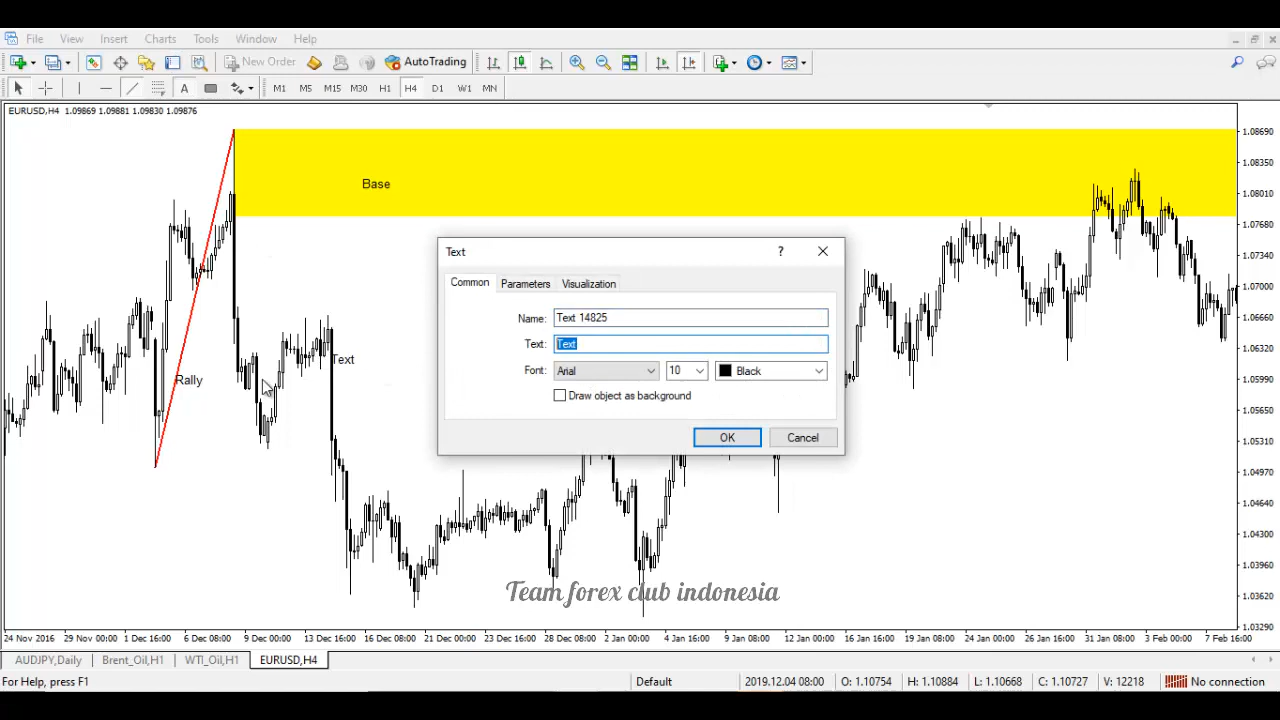 File View Insert Charts Tools Window Help
New Order AutoTrading
A M1 M5 M15 M30 H1 H4 D1 W1 MN
EURUSD,H4 1.09869 1.09881 1.09830 1.09876
1.08690
1.08350
Base
1.08010
1.07680
Text ?
1.07340
Common Parameters Visualization
1.07000
Name: Text 14825
1.06660
Text: Text
1.06320
Text
Font: Arial 10 Black
Rally
1.05990
Draw object as background
1.05650
OK Cancel
1.05310
1.04970
1.04640
1.04300
1.03960
Team forex club indonesia
1.03620
1.03290
24 Nov 2016 29 Nov 00:00 1 Dec 16:00 6 Dec 08:00 9 Dec 00:00 13 Dec 16:00 16 Dec 08:00 21 Dec 00:00 23 Dec 16:00 28 Dec 08:00 2 Jan 00:00 4 Jan 16:00 9 Jan 08:00 12 Jan 00:00 16 Jan 16:00 19 Jan 08:00 24 Jan 00:00 26 Jan 16:00 31 Jan 08:00 3 Feb 00:00 7 Feb 16:00
AUDJPY,Daily Brent_Oil,H1 WTI_Oil,H1 EURUSD,H4
For Help, press F1 Default 2019.12.04 08:00 O: 1.10754 H: 1.10884 L: 1.10668 C: 1.10727 V: 12218 No connection